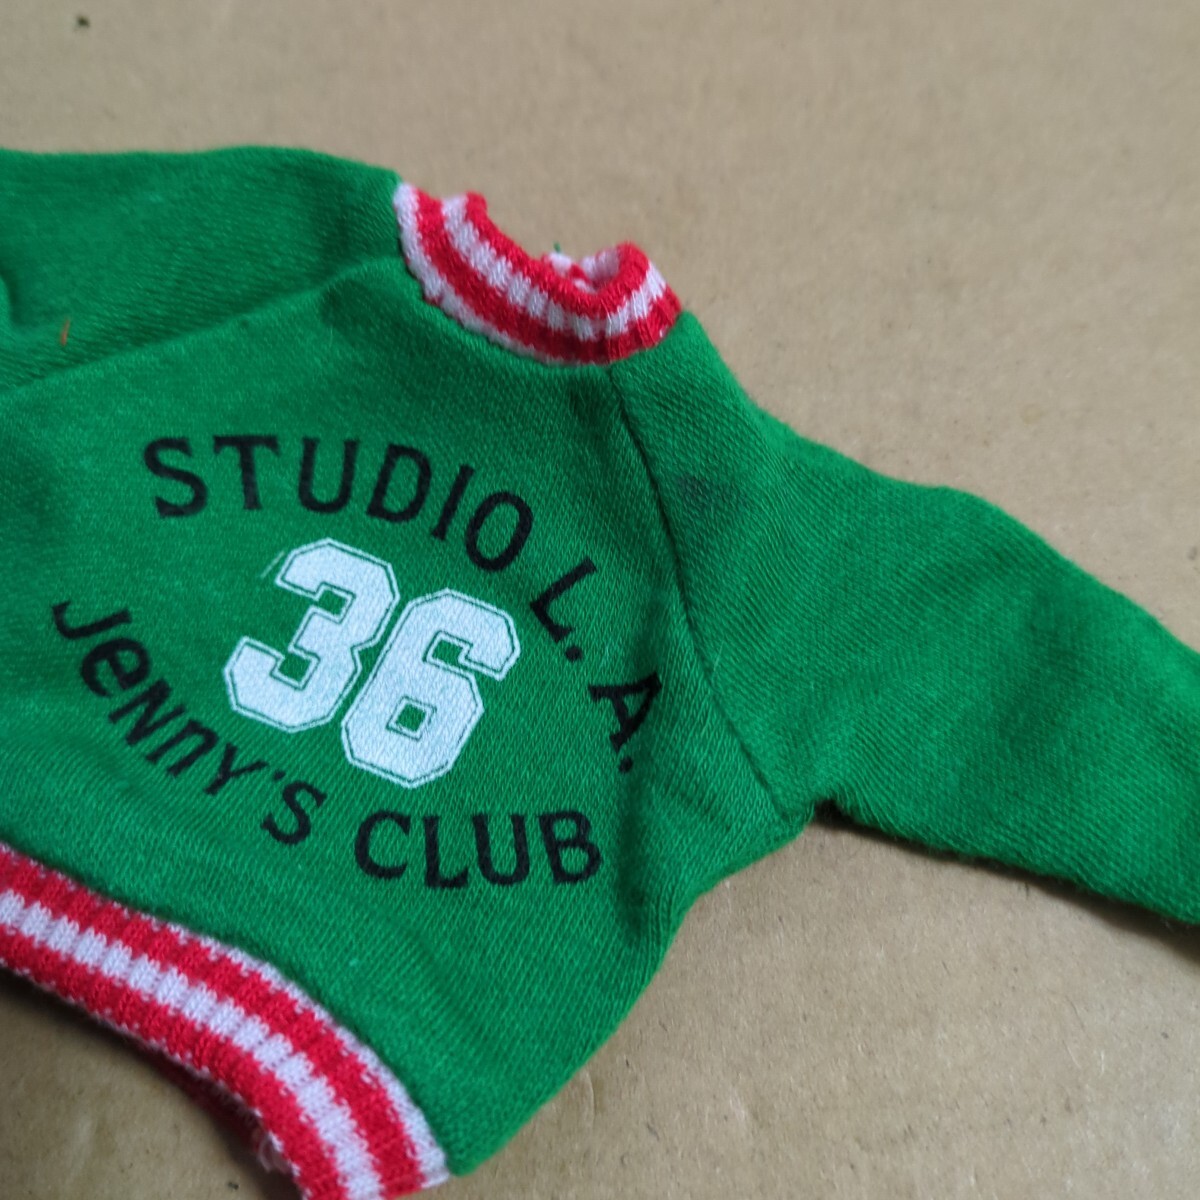 STUDIO L. A.
36
JeNNY'S CLUB